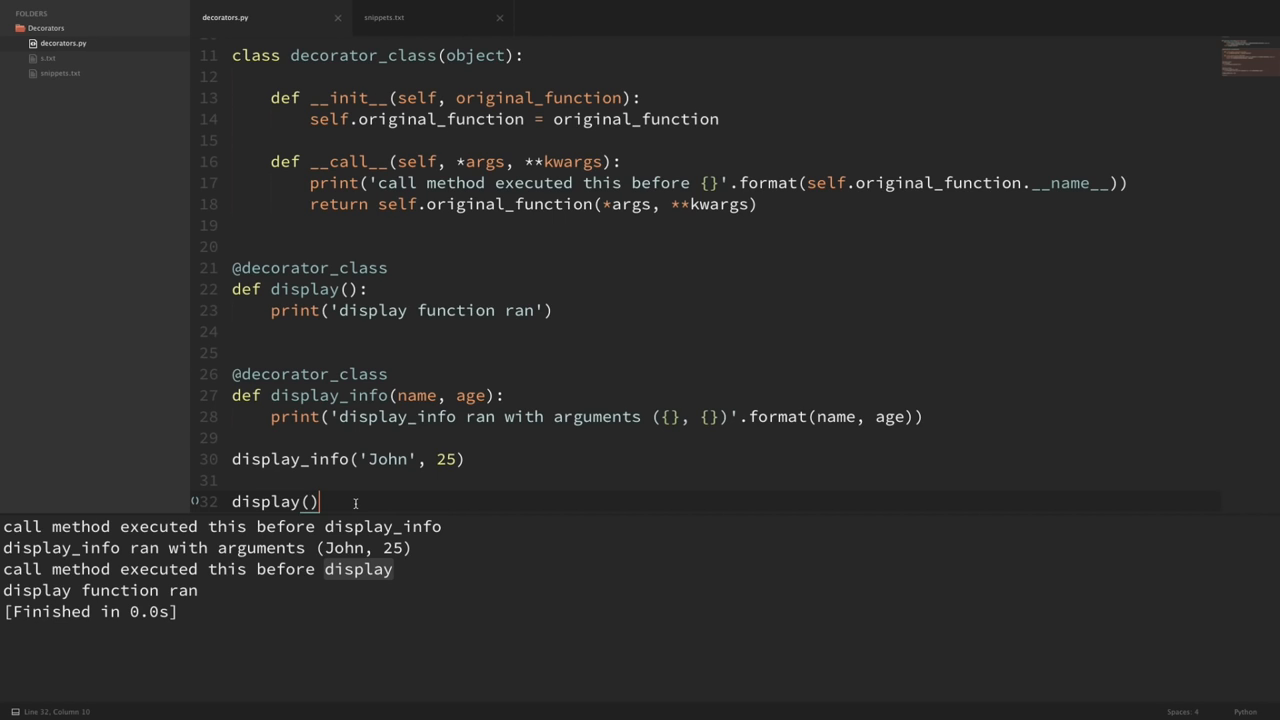 FOLDERS
Decorators
decorators.py
s.txt
snippets.txt
decorators.py
snippets.txt
11 class decorator_class(object):
12
13     def __init__(self, original_function):
14         self.original_function = original_function
15
16     def __call__(self, *args, **kwargs):
17         print('call method executed this before {}'.format(self.original_function.__name__))
18         return self.original_function(*args, **kwargs)
19
20
21 @decorator_class
22 def display():
23     print('display function ran')
24
25
26 @decorator_class
27 def display_info(name, age):
28     print('display_info ran with arguments ({}, {})'.format(name, age))
29
30 display_info('John', 25)
31
32 display()
call method executed this before display_info
display_info ran with arguments (John, 25)
call method executed this before display
display function ran
[Finished in 0.0s]
Line 32, Column 10
Spaces: 4
Python